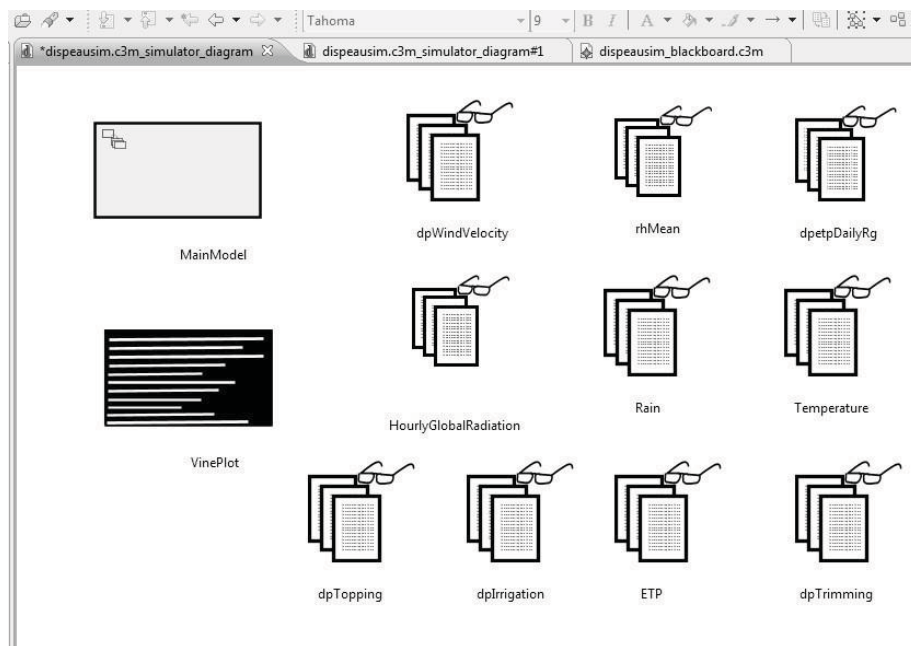 Tahoma 9 B I A
*dispeausim.c3m_simulator_diagram dispeausim.c3m_simulator_diagram#1 dispeausim_blackboard.c3m
dpWindVelocity rhMean dpetpDailyRg
MainModel
HourlyGlobalRadiation Rain Temperature
VinePlot
dpTopping dpIrrigation ETP dpTrimming